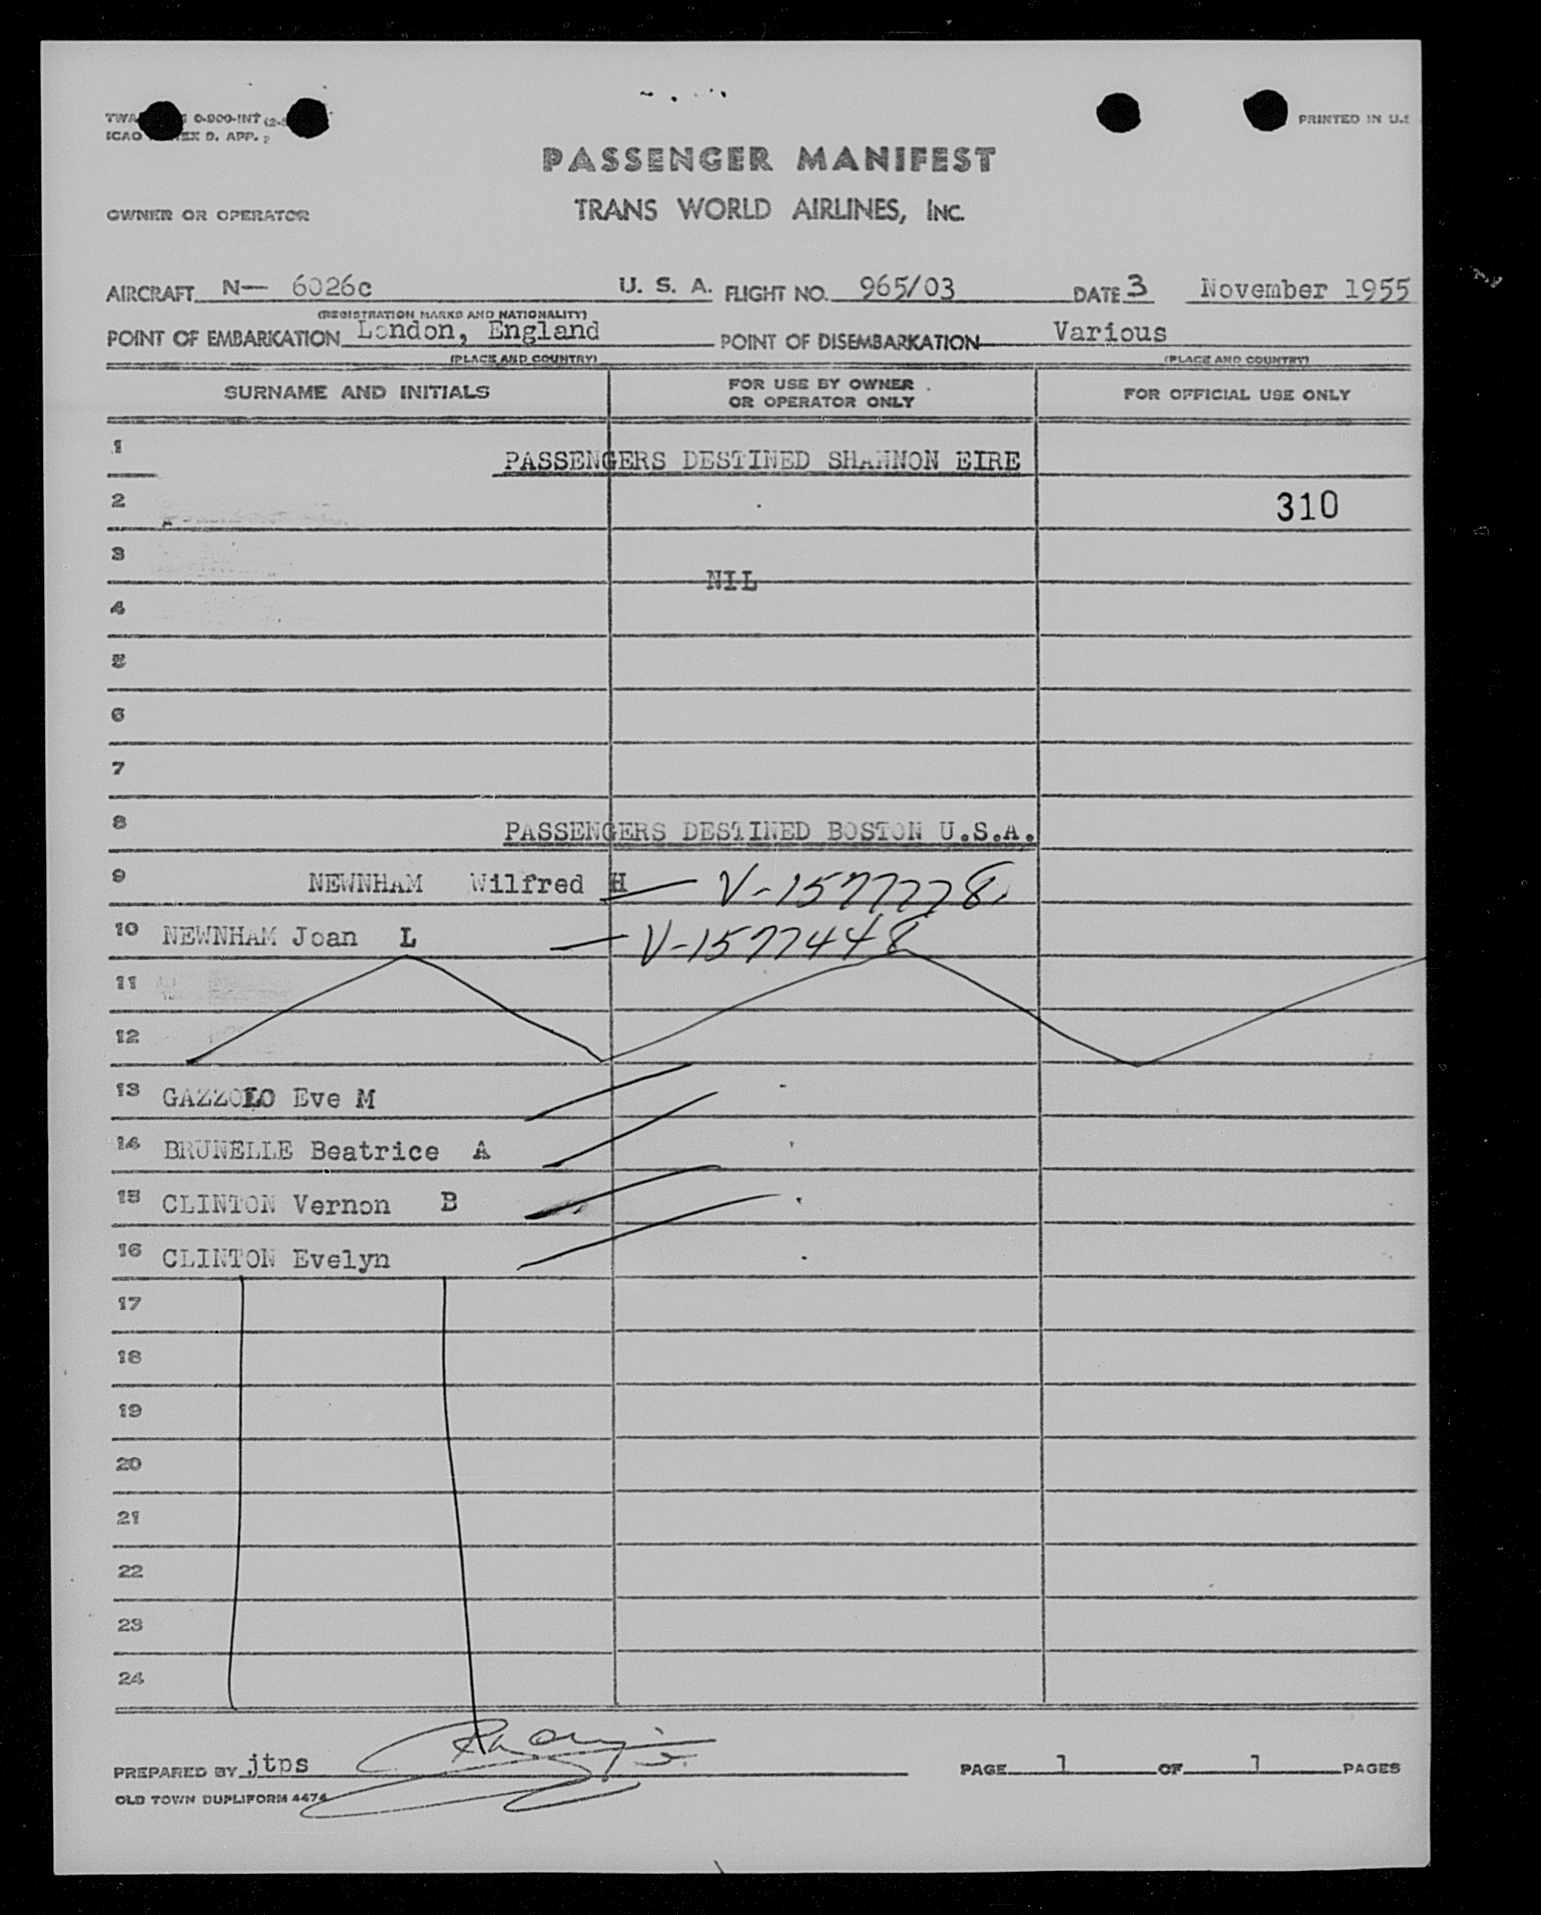 TWA 0-900-INT
PRINTED IN U.S
ICAO D. APP. 2
PASSENGER MANIFEST
OWNER OR OPERATOR
TRANS WORLD AIRLINES, INC.
AIRCRAFT N— 6026c U. S. A. FLIGHT NO. 965/03 DATE 3 November 1955
(REGISTRATION MARKS AND NATIONALITY)
POINT OF EMBARKATION London, England POINT OF DISEMBARKATION Various
(PLACE AND COUNTRY) (PLACE AND COUNTRY)
SURNAME AND INITIALS FOR USE BY OWNER OR OPERATOR ONLY FOR OFFICIAL USE ONLY
1 PASSENGERS DESTINED SHANNON EIRE
2 310
3
NIL
4
5
6
7
8 PASSENGERS DESTINED BOSTON U.S.A.
9 NEWNHAM Wilfred H — V-1577778
10 NEWNHAM Joan L — V-1577448
11
12
13 GAZZOLO Eve M
14 BRUNELLE Beatrice A
15 CLINTON Vernon B
16 CLINTON Evelyn
17
18
19
20
21
22
23
24
PREPARED BY jtps PAGE 1 OF 1 PAGES
OLD TOWN DUPLIFORM 4474